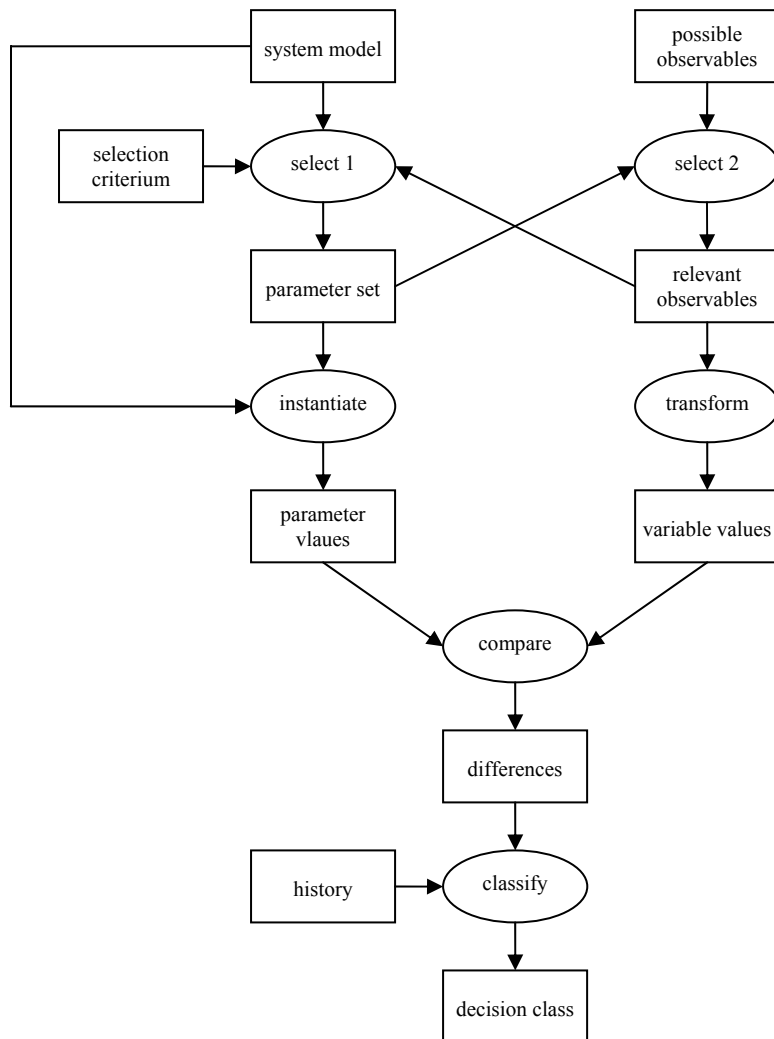 system model
possible
observables
selection
criterium
select 1
select 2
parameter set
relevant
observables
instantiate
transform
parameter
vlaues
variable values
compare
differences
history
classify
decision class